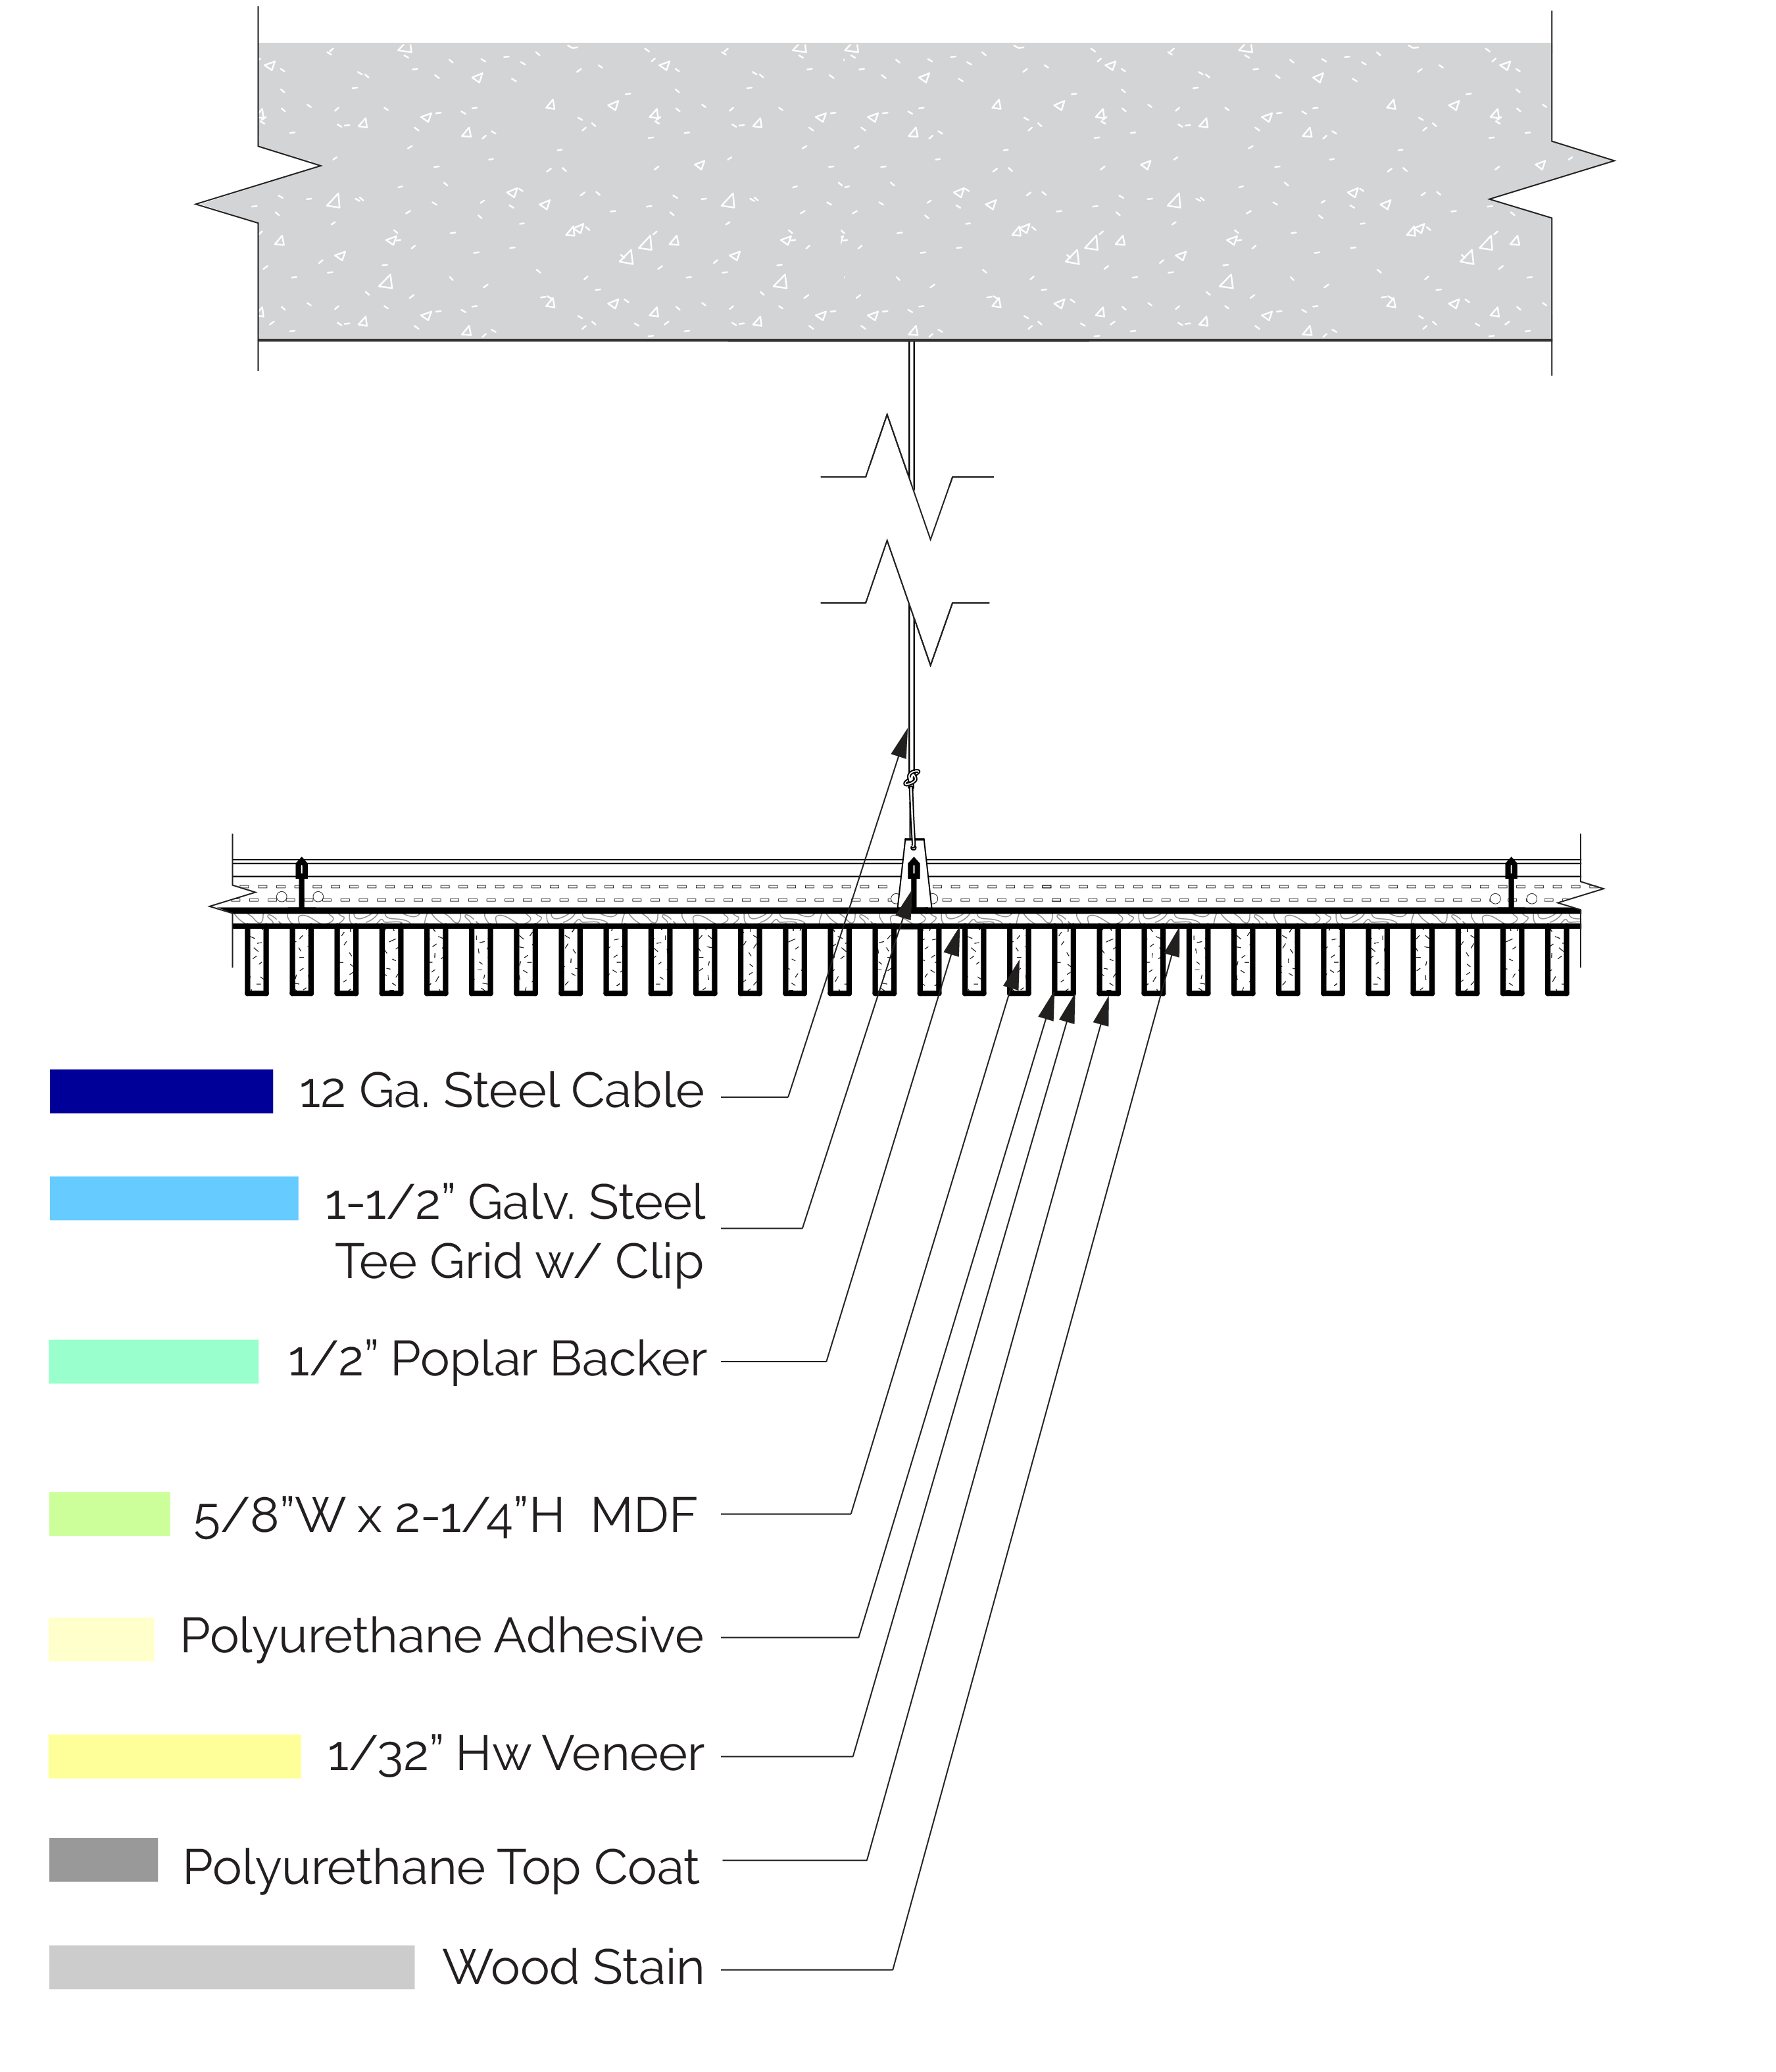 12 Ga. Steel Cable
1-1/2” Galv. Steel
Tee Grid w/ Clip
1/2” Poplar Backer
5/8”W x 2-1/4”H  MDF
Polyurethane Adhesive
1/32” Hw Veneer
Polyurethane Top Coat
Wood Stain